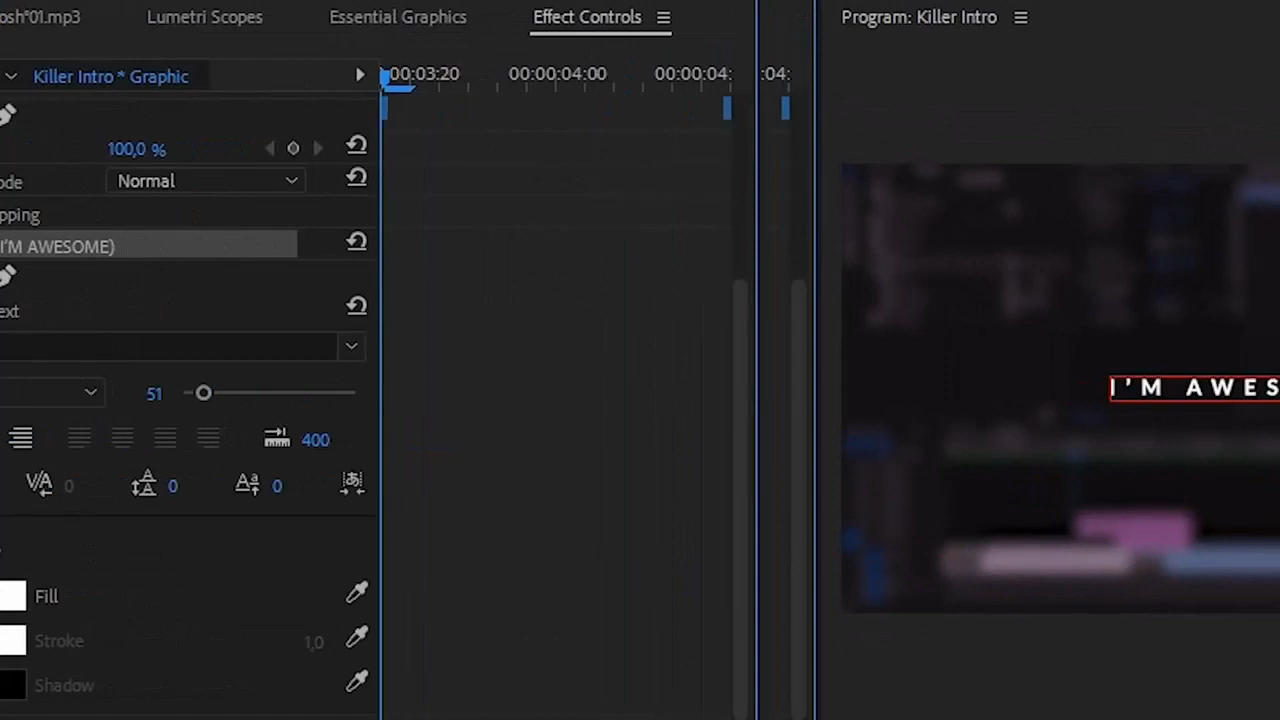 osh°01.mp3
Lumetri Scopes
Essential Graphics
Effect Controls
Program: Killer Intro
Killer Intro * Graphic
00:03:20
00:00:04:00
00:00:04:
:04:
100,0 %
ode
Normal
pping
I'M AWESOME)
ext
51
400
0
0
0
Fill
Stroke
1,0
Shadow
I'M AWES